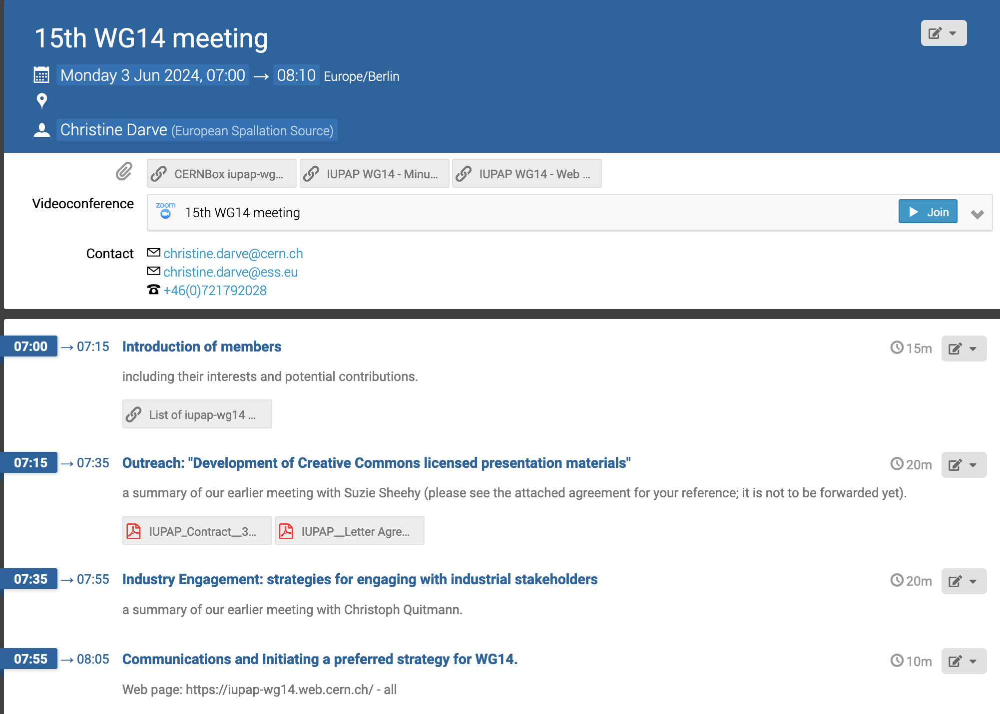 15th WG14 meeting
Monday 3 Jun 2024, 07:00 → 08:10 Europe/Berlin
Christine Darve (European Spallation Source)
CERNBox iupap-wg... IUPAP WG14 - Minu... IUPAP WG14 - Web ...
Videoconference zoom 15th WG14 meeting Join
Contact christine.darve@cern.ch
christine.darve@ess.eu
+46(0)721792028
07:00 → 07:15 Introduction of members 15m
including their interests and potential contributions.
List of iupap-wg14 ...
07:15 → 07:35 Outreach: "Development of Creative Commons licensed presentation materials" 20m
a summary of our earlier meeting with Suzie Sheehy (please see the attached agreement for your reference; it is not to be forwarded yet).
IUPAP_Contract__3... IUPAP__Letter Agre...
07:35 → 07:55 Industry Engagement: strategies for engaging with industrial stakeholders 20m
a summary of our earlier meeting with Christoph Quitmann.
07:55 → 08:05 Communications and Initiating a preferred strategy for WG14. 10m
Web page: https://iupap-wg14.web.cern.ch/ - all